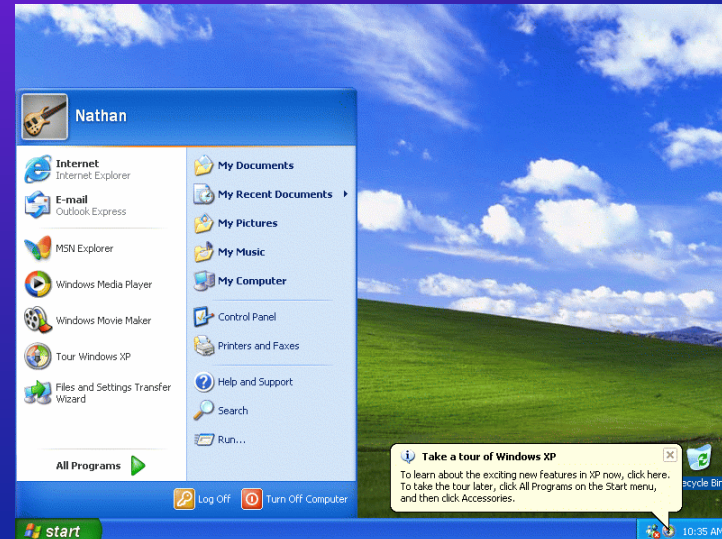 Nathan
Internet
Internet Explorer
E-mail
Outlook Express
MSN Explorer
Windows Media Player
Windows Movie Maker
Tour Windows XP
Files and Settings Transfer
Wizard
All Programs
My Documents
My Recent Documents
My Pictures
My Music
My Computer
Control Panel
Printers and Faxes
Help and Support
Search
Run...
Log Off
Turn Off Computer
Take a tour of Windows XP
To learn about the exciting new features in XP now, click here.
To take the tour later, click All Programs on the Start menu,
and then click Accessories.
ecycle Bin
start
10:35 AM